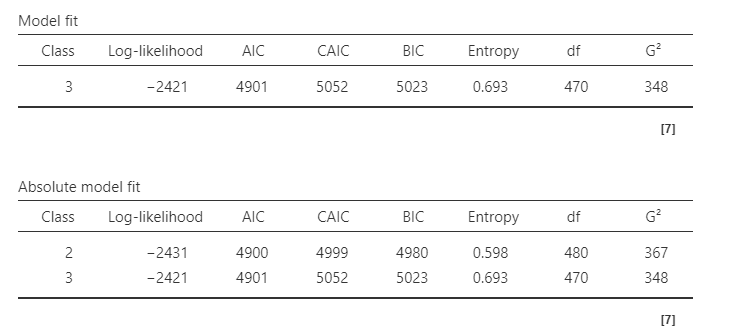 Model fit
Class Log-likelihood AIC CAIC BIC Entropy df G²
3 −2421 4901 5052 5023 0.693 470 348
[7]
Absolute model fit
Class Log-likelihood AIC CAIC BIC Entropy df G²
2 −2431 4900 4999 4980 0.598 480 367
3 −2421 4901 5052 5023 0.693 470 348
[7]